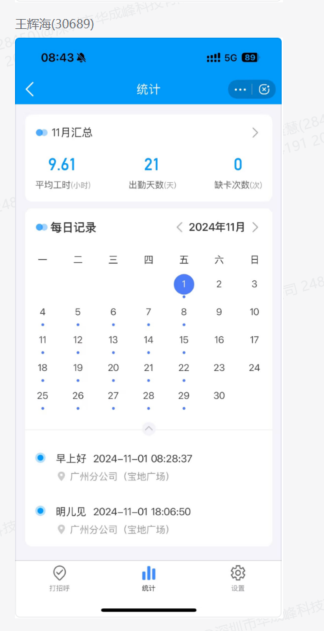 王辉海(30689)
08:43 5G 89
统计
11月汇总
9.61 21 0
平均工时(小时) 出勤天数(天) 缺卡次数(次)
每日记录 2024年11月
一 二 三 四 五 六 日
1 2 3
4 5 6 7 8 9 10
11 12 13 14 15 16 17
18 19 20 21 22 23 24
25 26 27 28 29 30
早上好 2024-11-01 08:28:37
广州分公司（宝地广场）
明儿见 2024-11-01 18:06:50
广州分公司（宝地广场）
打招呼 统计 设置